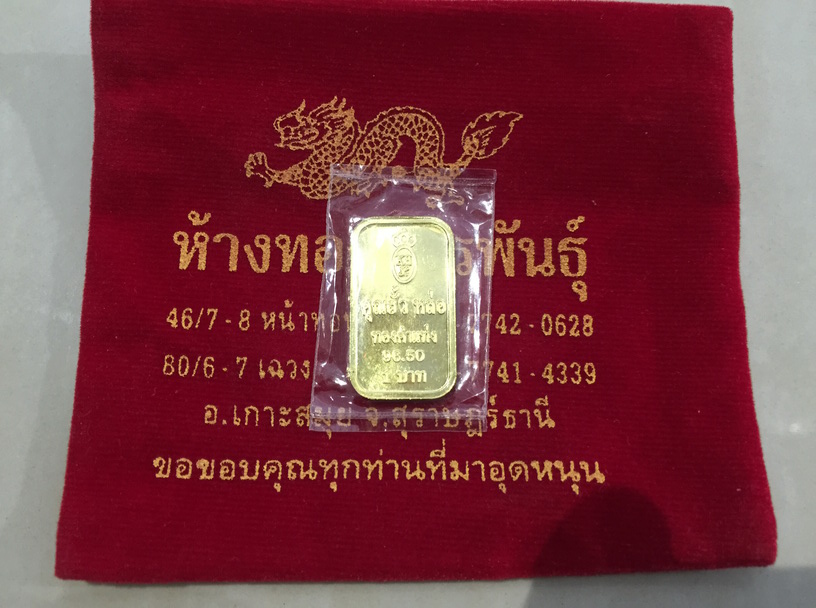 ห้างทอ รพันธุ์
46/7 - 8 หน้าทอน 742 - 0628
80/6 - 7 เฉวง 741 - 4339
อ.เกาะสมุย จ.สุราษฎร์ธานี
ขอขอบคุณทุกท่านที่มาอุดหนุน
ทองคำแท่ง
96.50
1 บาท